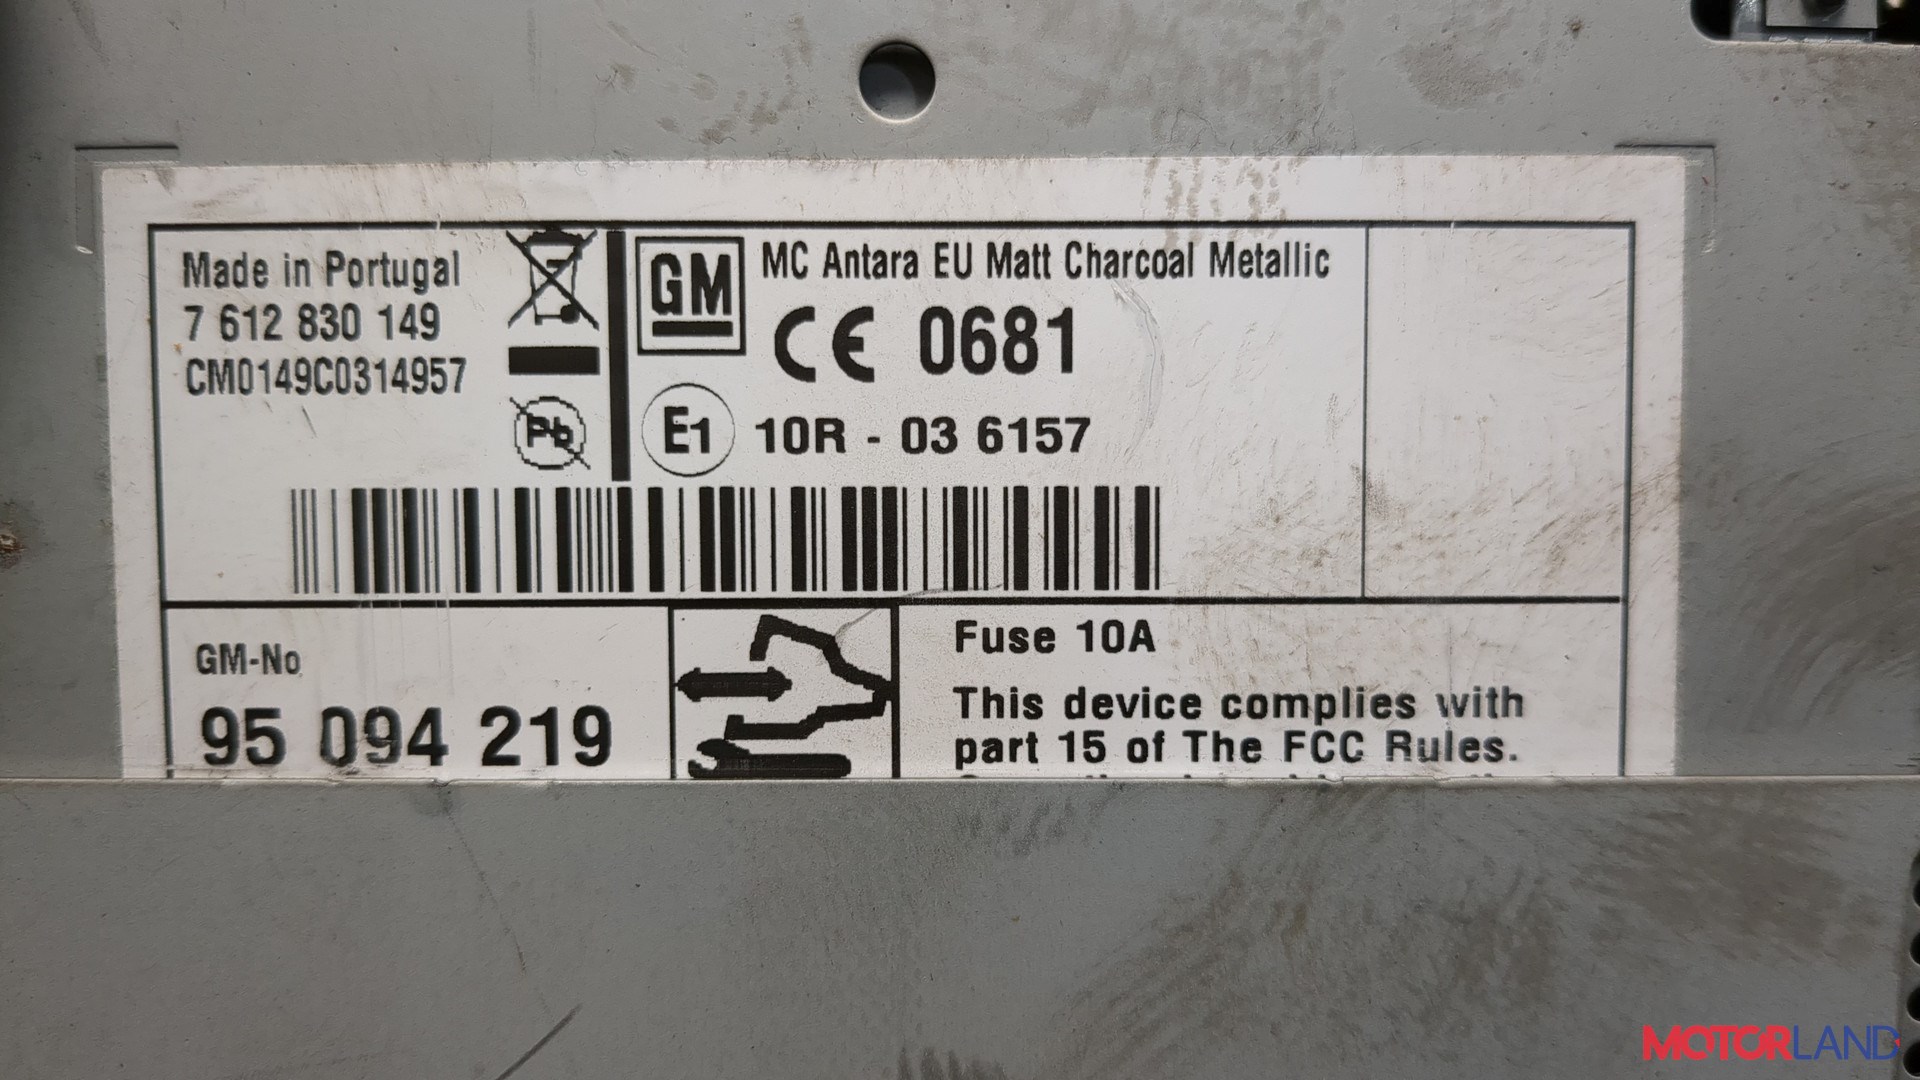 Made in Portugal
7 612 830 149
CM0149C0314957
Pb
GM
MC Antara EU Matt Charcoal Metallic
CE 0681
E1 10R - 03 6157
GM-No
95 094 219
Fuse 10A
This device complies with
part 15 of The FCC Rules.
MOTORLAND